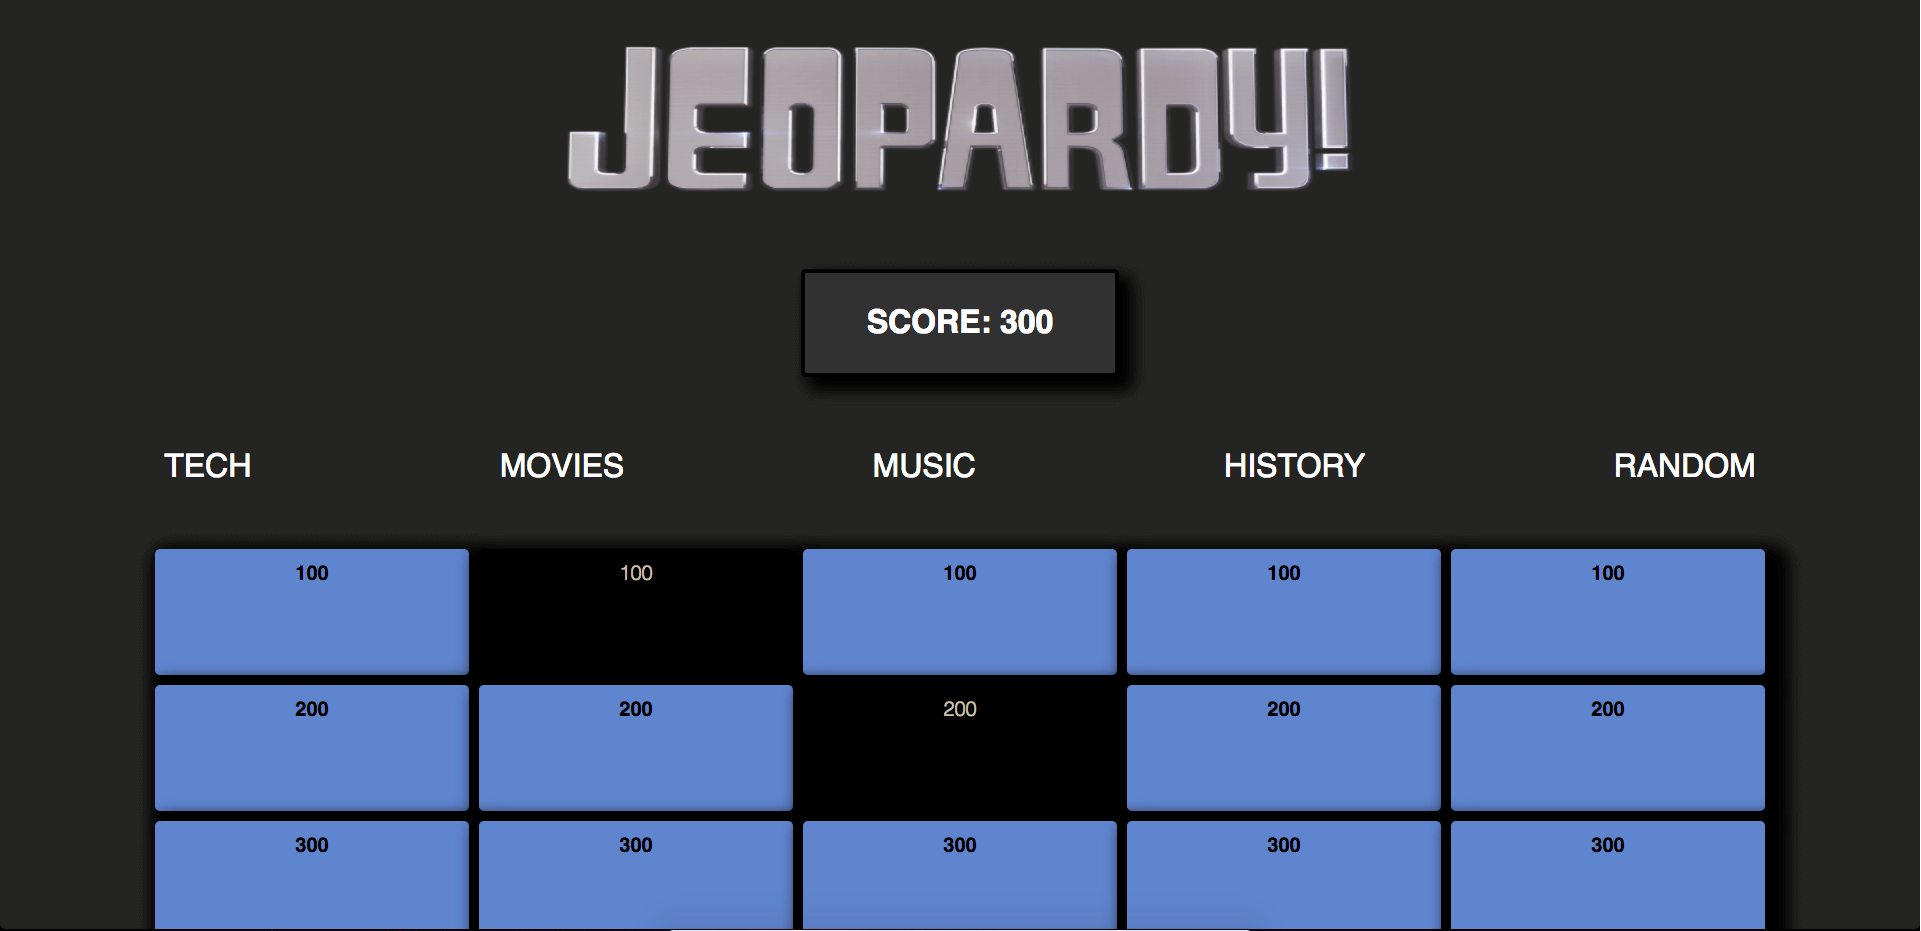 JEOPARDY!
SCORE: 300
TECH MOVIES MUSIC HISTORY RANDOM
100 100 100 100 100
200 200 200 200 200
300 300 300 300 300